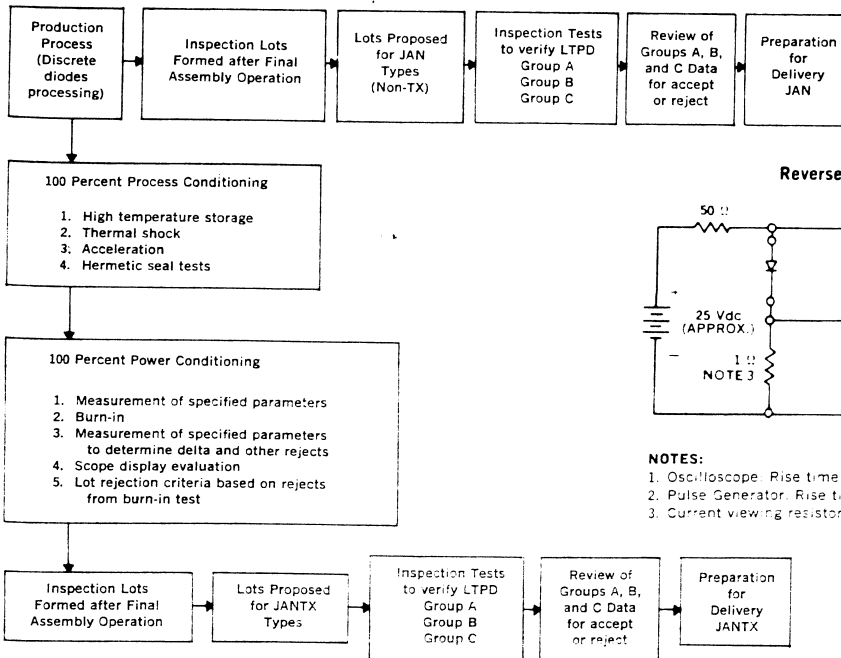 Production
Process
(Discrete
diodes
processing)
Inspection Lots
Formed after Final
Assembly Operation
Lots Proposed
for JAN
Types
(Non-TX)
Inspection Tests
to verify LTPD
Group A
Group B
Group C
Review of
Groups A, B,
and C Data
for accept
or reject
Preparation
for
Delivery
JAN
100 Percent Process Conditioning
1. High temperature storage
2. Thermal shock
3. Acceleration
4. Hermetic seal tests
Reverse
50 Ω
+
25 Vdc
(APPROX.)
−
1 Ω
NOTE 3
100 Percent Power Conditioning
1. Measurement of specified parameters
2. Burn-in
3. Measurement of specified parameters
to determine delta and other rejects
4. Scope display evaluation
5. Lot rejection criteria based on rejects
from burn-in test
NOTES:
1. Oscilloscope: Rise time
2. Pulse Generator: Rise
3. Current viewing resistor
Inspection Lots
Formed after Final
Assembly Operation
Lots Proposed
for JANTX
Types
Inspection Tests
to verify LTPD
Group A
Group B
Group C
Review of
Groups A, B,
and C Data
for accept
or reject
Preparation
for
Delivery
JANTX